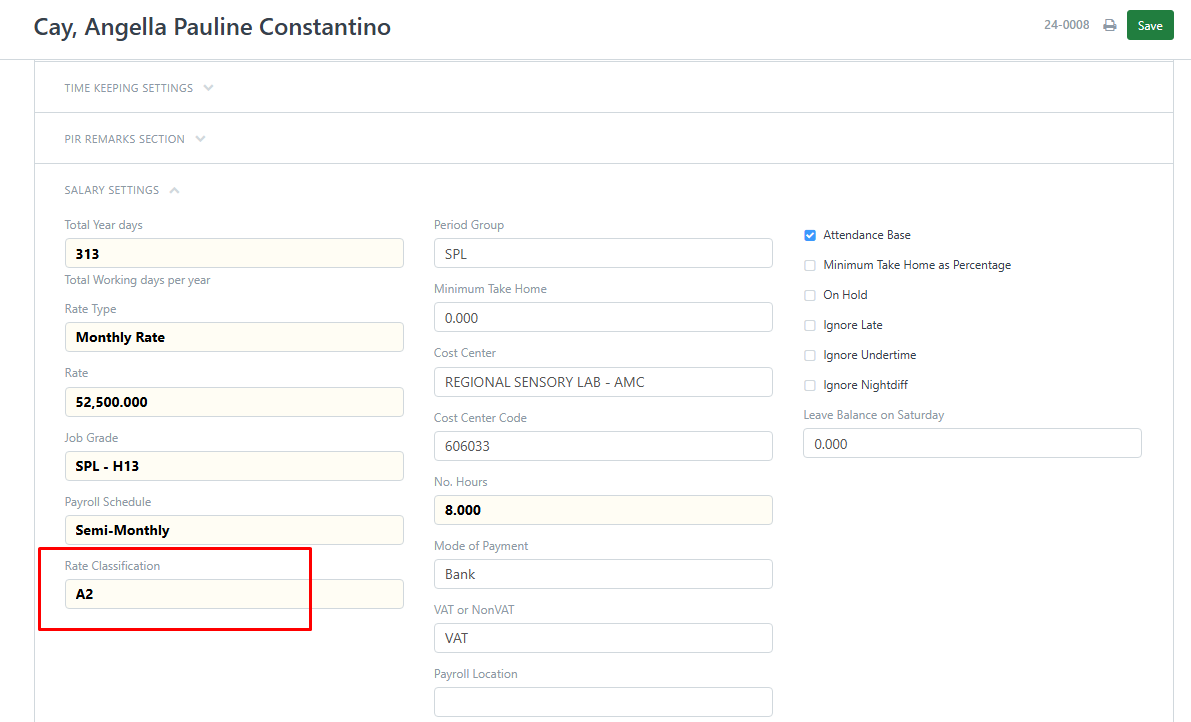 Cay, Angella Pauline Constantino
24-0008
Save
TIME KEEPING SETTINGS
PIR REMARKS SECTION
SALARY SETTINGS
Total Year days
313
Total Working days per year
Rate Type
Monthly Rate
Rate
52,500.000
Job Grade
SPL - H13
Payroll Schedule
Semi-Monthly
Rate Classification
A2
Period Group
SPL
Minimum Take Home
0.000
Cost Center
REGIONAL SENSORY LAB - AMC
Cost Center Code
606033
No. Hours
8.000
Mode of Payment
Bank
VAT or NonVAT
VAT
Payroll Location
Attendance Base
Minimum Take Home as Percentage
On Hold
Ignore Late
Ignore Undertime
Ignore Nightdiff
Leave Balance on Saturday
0.000